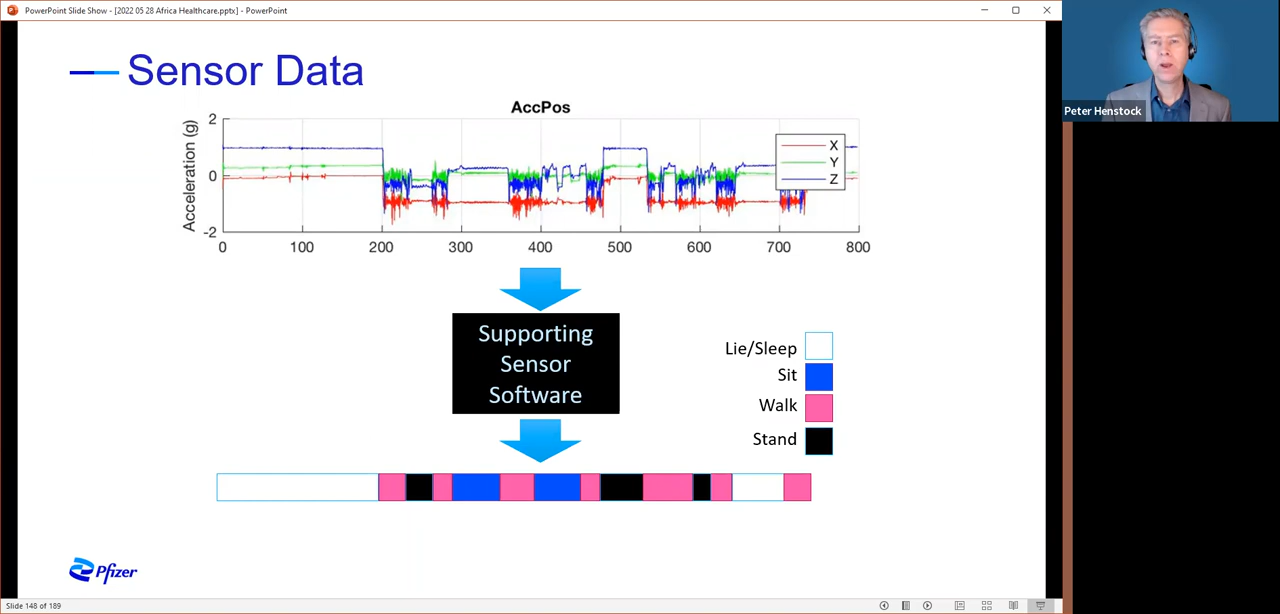 PowerPoint Slide Show - [2022 05 28 Africa Healthcare.pptx] - PowerPoint
Peter Henstock
Sensor Data
AccPos
Acceleration (g)
2
0
-2
X
Y
Z
0 100 200 300 400 500 600 700 800
Supporting
Sensor
Software
Lie/Sleep
Sit
Walk
Stand
Pfizer
Slide 148 of 189